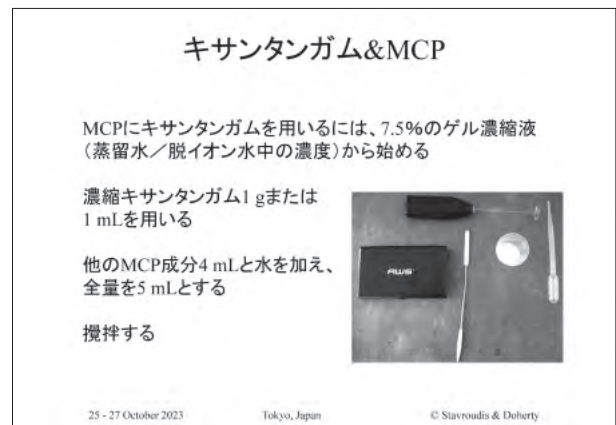 キサンタンガム&MCP
MCPにキサンタンガムを用いるには、7.5%のゲル濃縮液
（蒸留水／脱イオン水中の濃度）から始める
濃縮キサンタンガム1 gまたは
1 mLを用いる
他のMCP成分4 mLと水を加え、
全量を5 mLとする
攪拌する
AWS
25 - 27 October 2023
Tokyo, Japan
© Stavroudis & Doherty